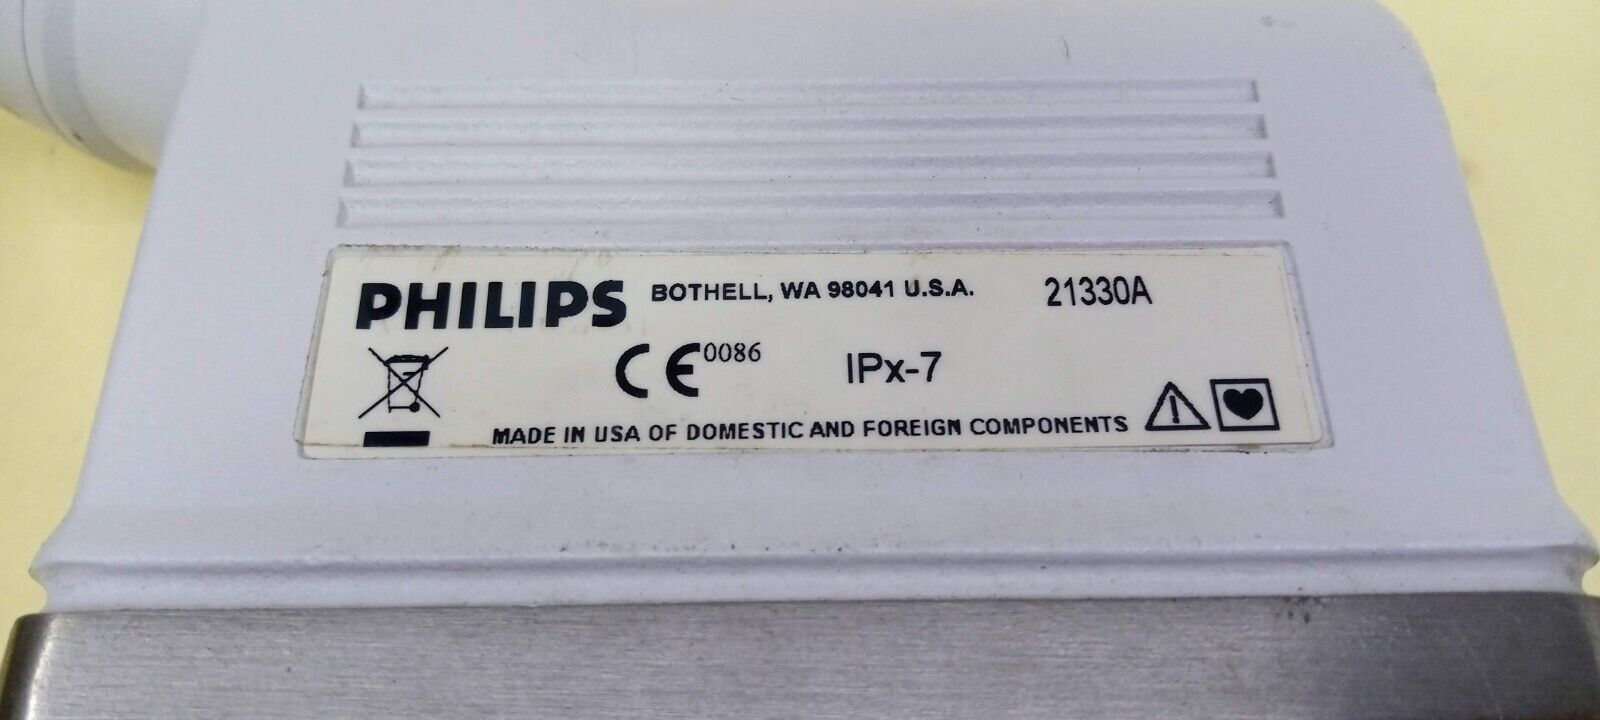 PHILIPS BOTHELL, WA 98041 U.S.A. 21330A
CE 0086 IPx-7
MADE IN USA OF DOMESTIC AND FOREIGN COMPONENTS